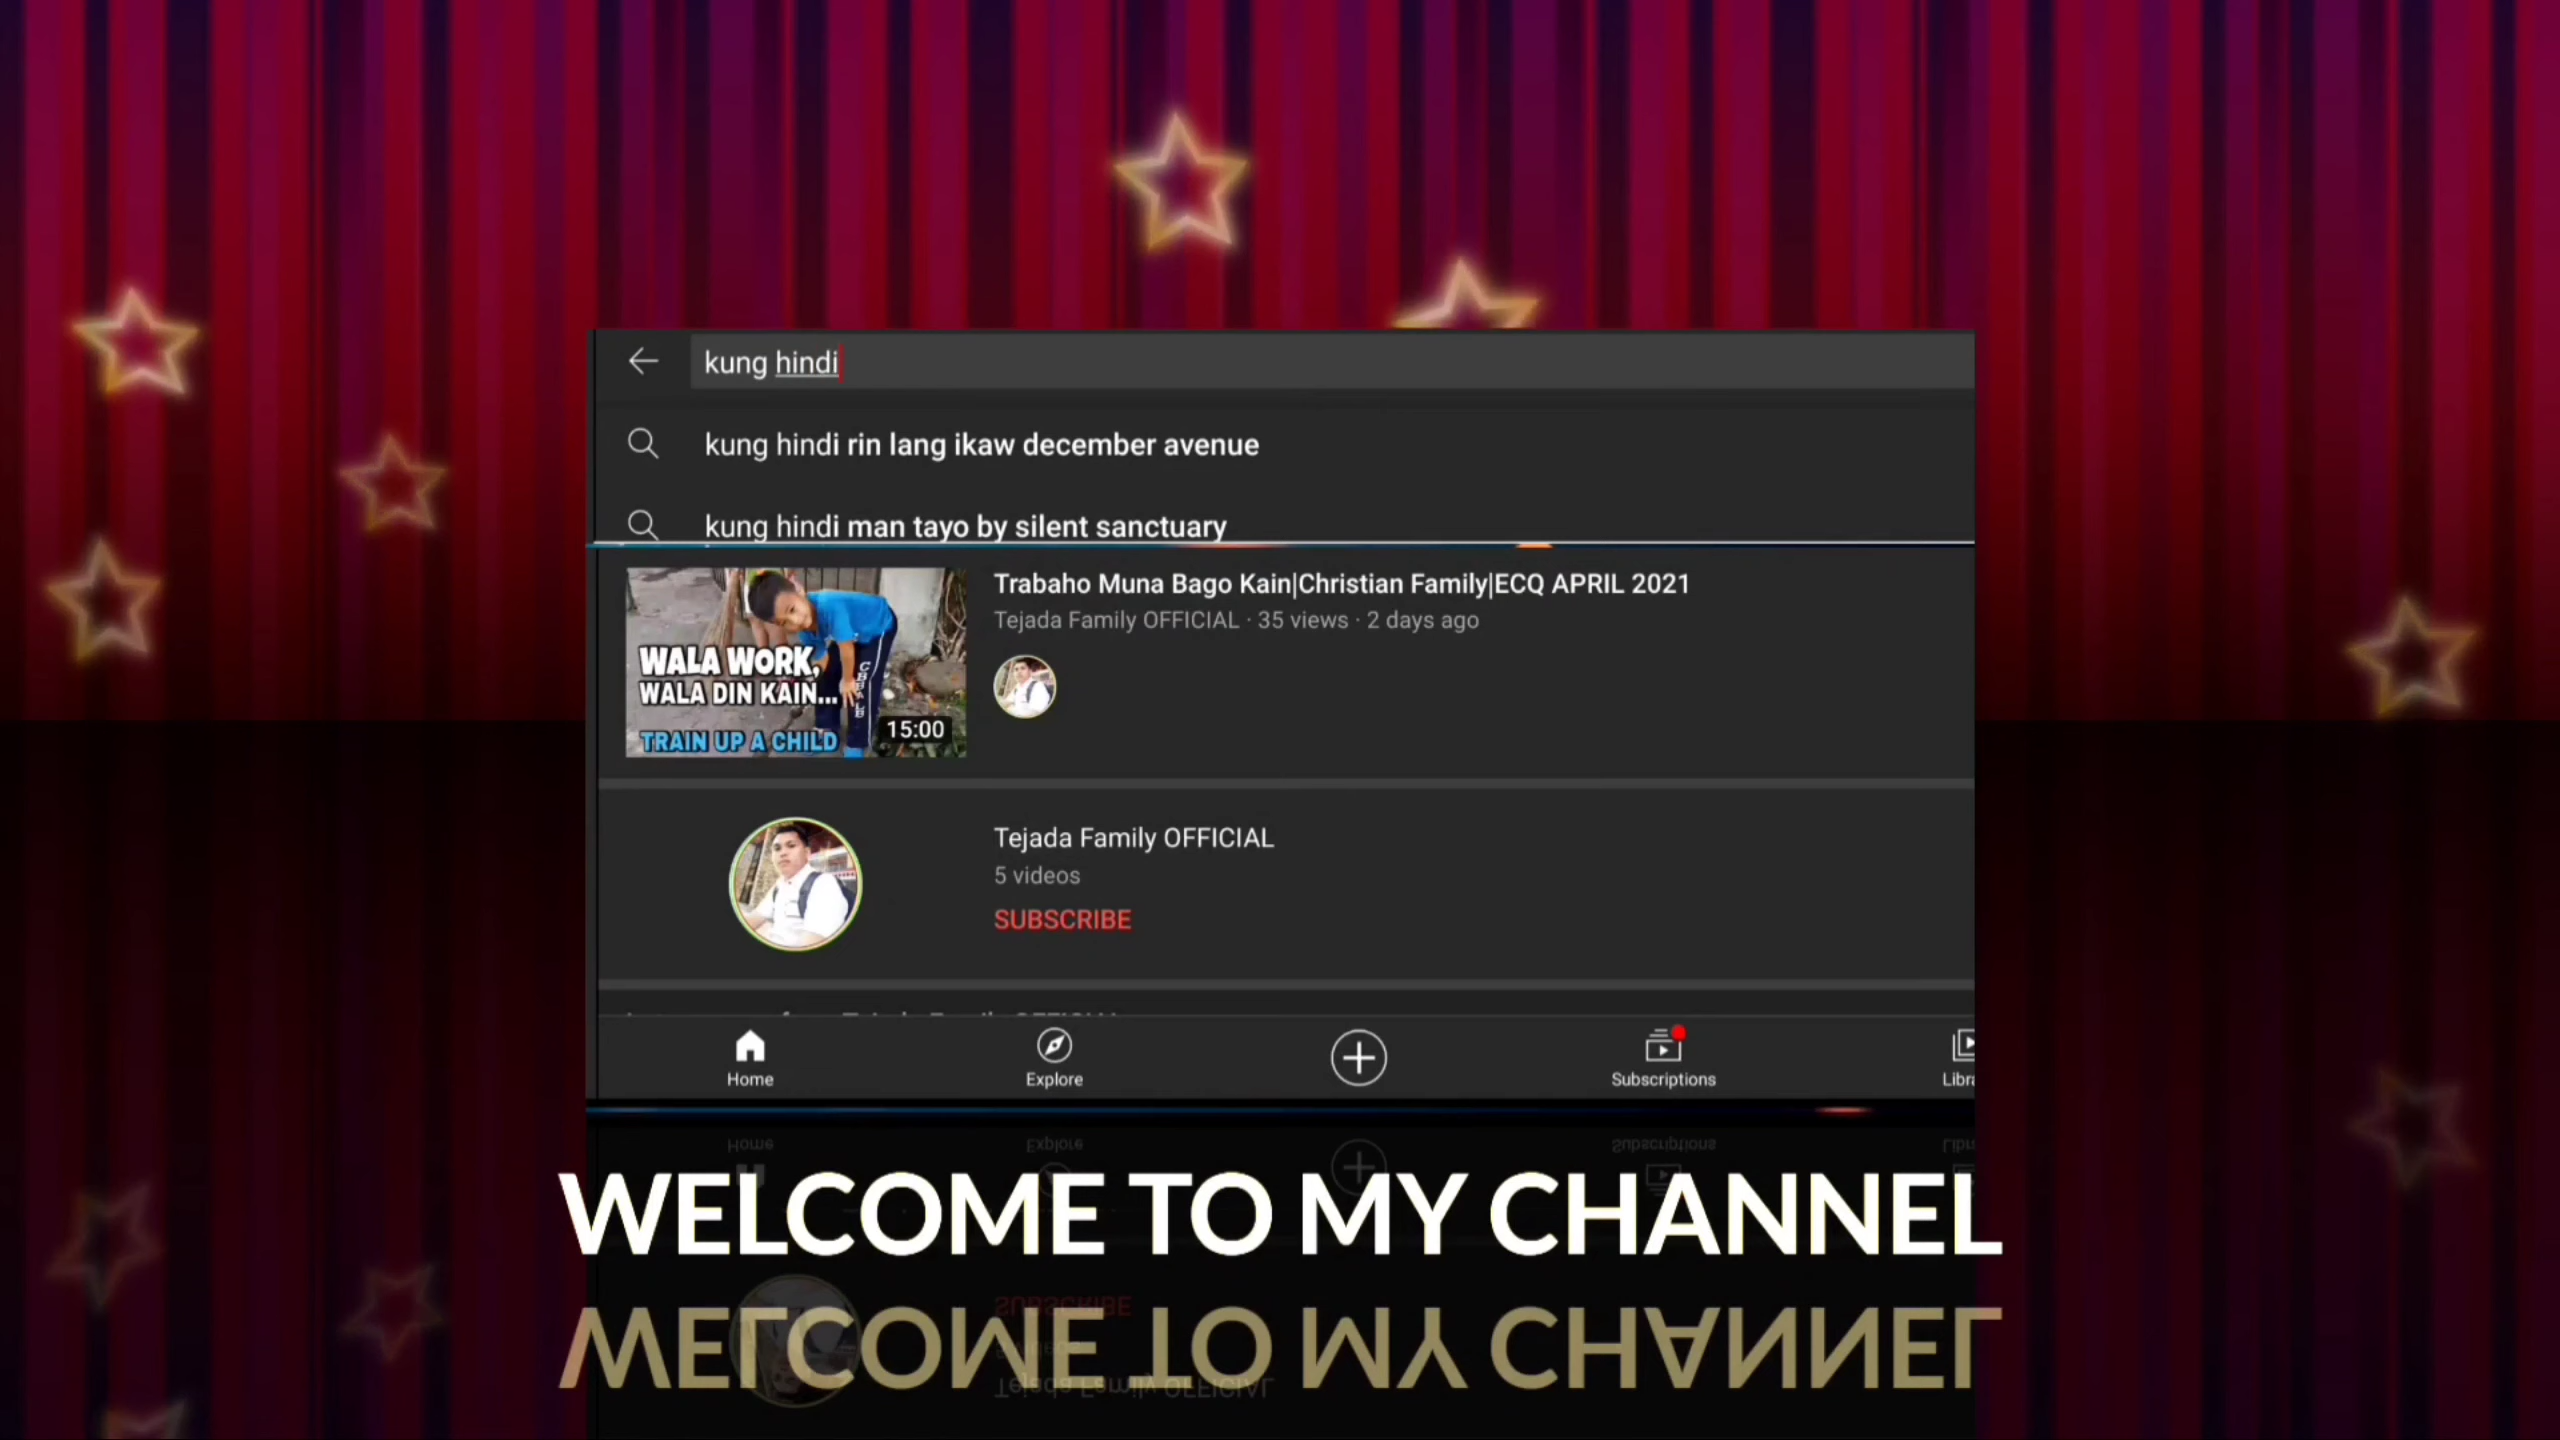 kung hindi
kung hindi rin lang ikaw december avenue
kung hindi man tayo by silent sanctuary
WALA WORK,
WALA DIN KAIN...
TRAIN UP A CHILD
15:00
Trabaho Muna Bago Kain|Christian Family|ECQ APRIL 2021
Tejada Family OFFICIAL · 35 views · 2 days ago
Tejada Family OFFICIAL
5 videos
SUBSCRIBE
Home
Explore
Subscriptions
Libra
WELCOME TO MY CHANNEL